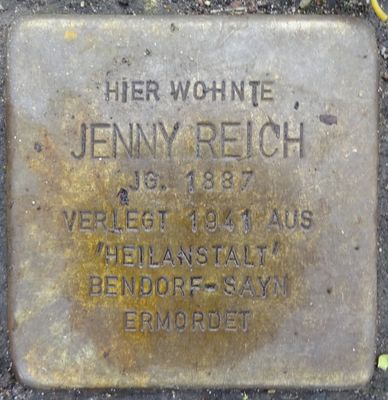 HIER WOHNTE
JENNY REICH
JG. 1887
VERLEGT 1941 AUS
'HEILANSTALT'
BENDORF-SAYN
ERMORDET